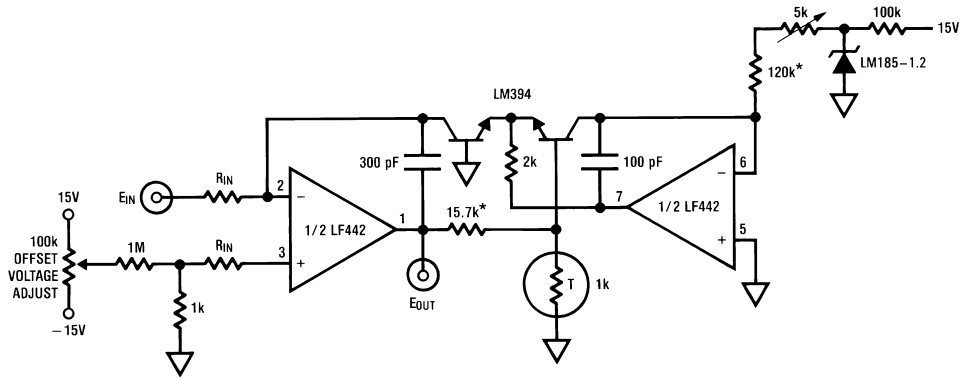 5k
100k
15V
120k*
LM185–1.2
LM394
300 pF
2k
100 pF
6
–
7
1/2 LF442
+
5
RIN
EIN
2
–
1/2 LF442
1
15.7k*
15V
100k
OFFSET
VOLTAGE
ADJUST
–15V
1M
RIN
3
+
1k
EOUT
T
1k